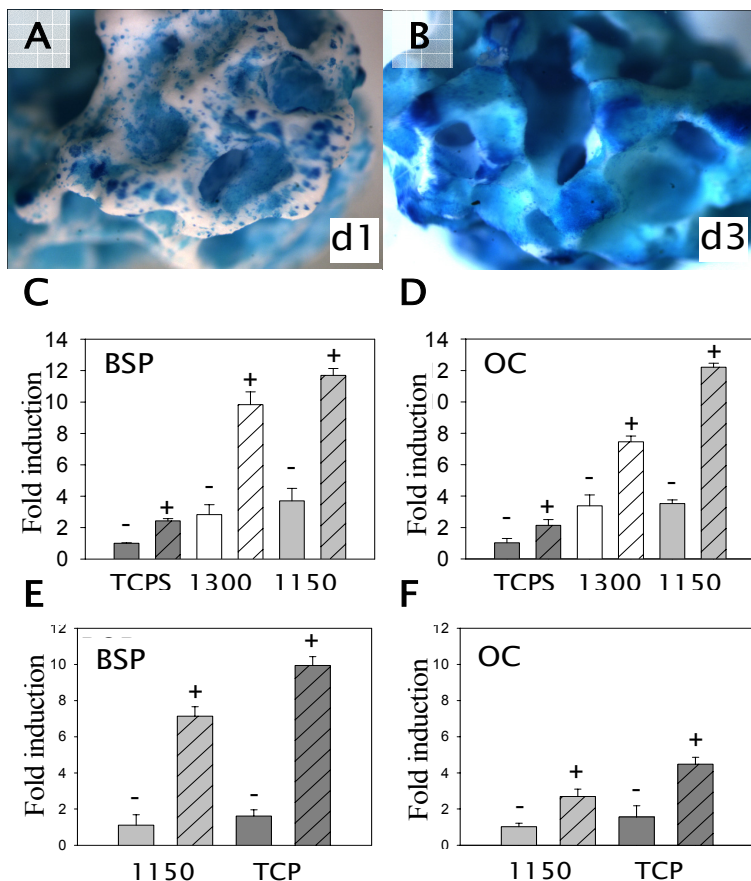 A
B
d1
d3
C
D
14
12
10
8
6
4
2
0
Fold induction
BSP
-
+
-
+
-
+
TCPS 1300 1150
14
12
0
8
6
4
2
0
Fold induction
OC
-
+
-
+
-
+
TCPS 1300 1150
E
F
12
10
8
6
4
2
0
Fold induction
BSP
-
+
-
+
1150 TCP
12
10
8
6
4
2
0
Fold induction
OC
-
+
-
+
1150 TCP